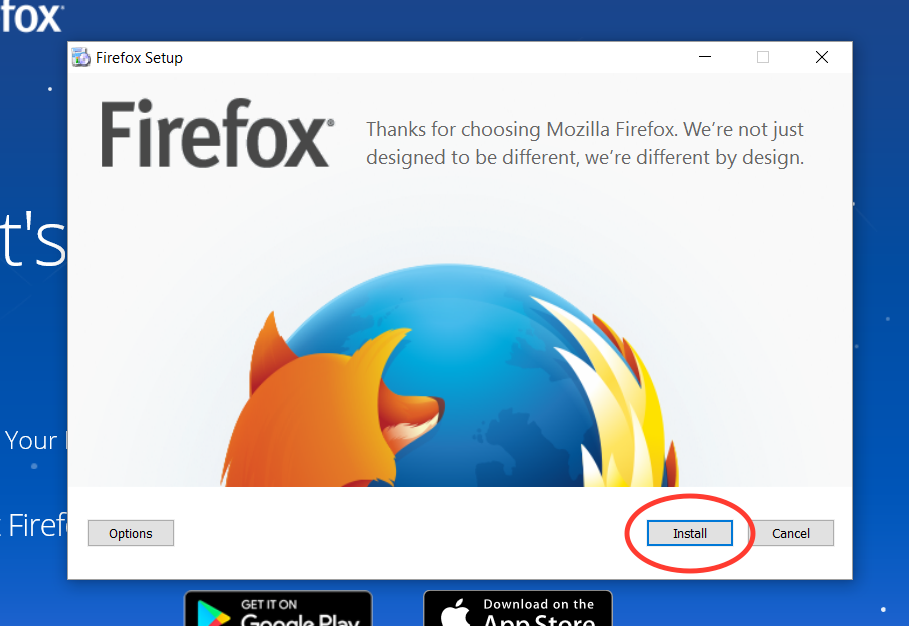 fox
Firefox Setup
Firefox®
Thanks for choosing Mozilla Firefox. We’re not just
designed to be different, we’re different by design.
t's
Your
Firef
Options
Install
Cancel
GET IT ON
Google Play
Download on the
App Store